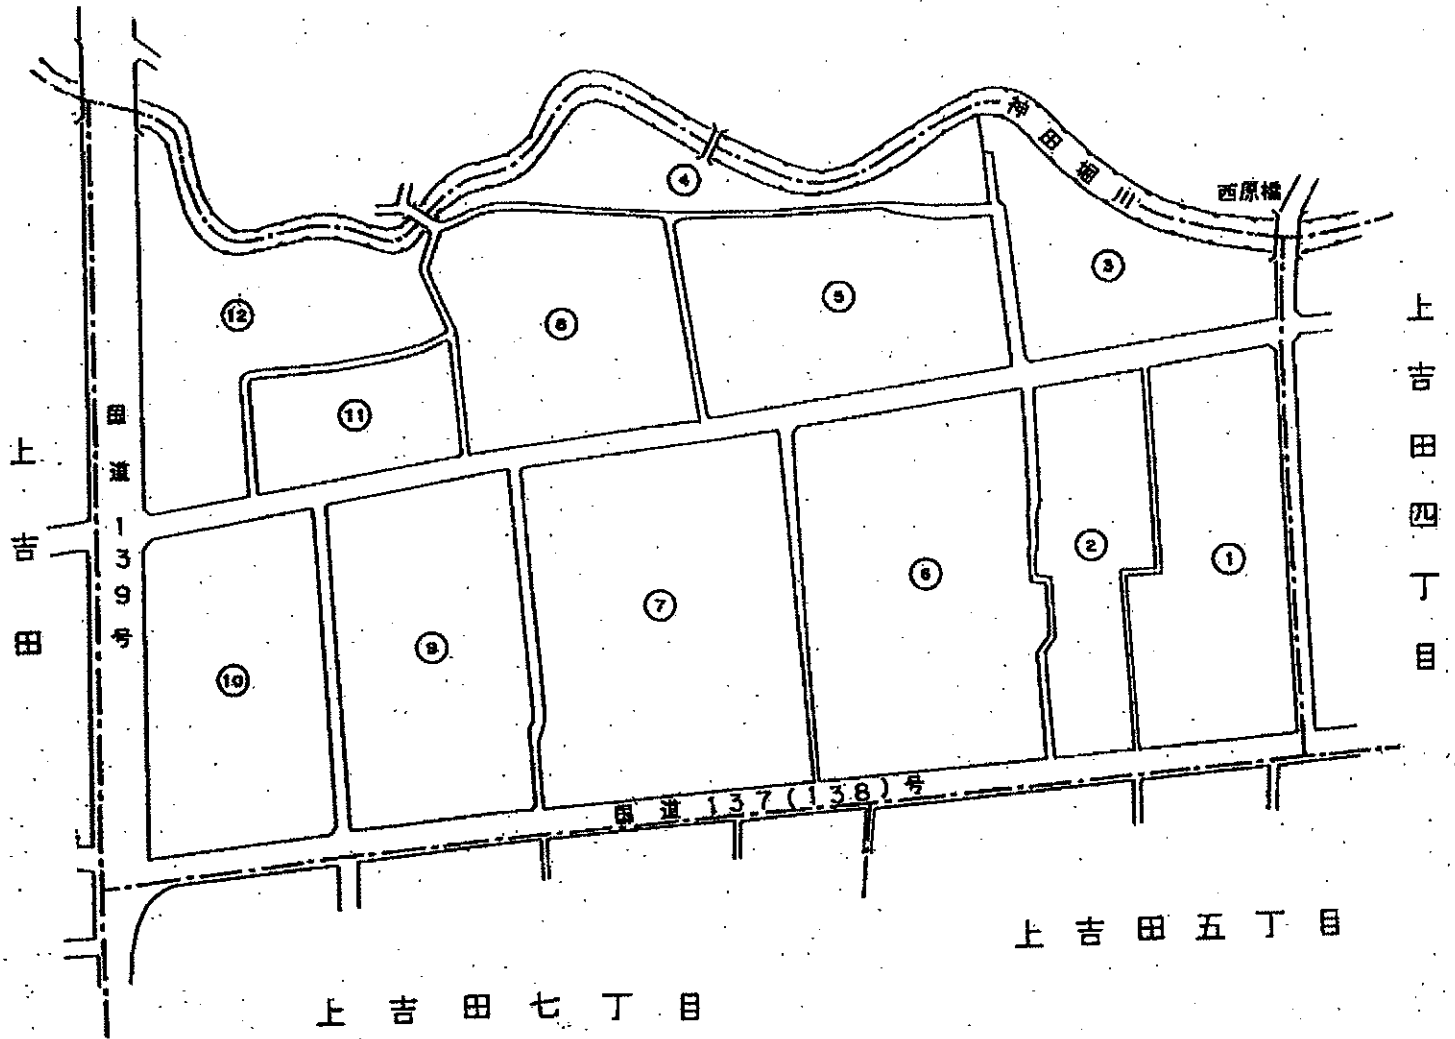 神田堀川
西原橋
④
③
⑤
⑫
8
⑪
国道139号
上吉田
上吉田四丁目
②
①
⑥
⑦
⑨
⑩
国道137(138)号
上吉田五丁目
上吉田七丁目